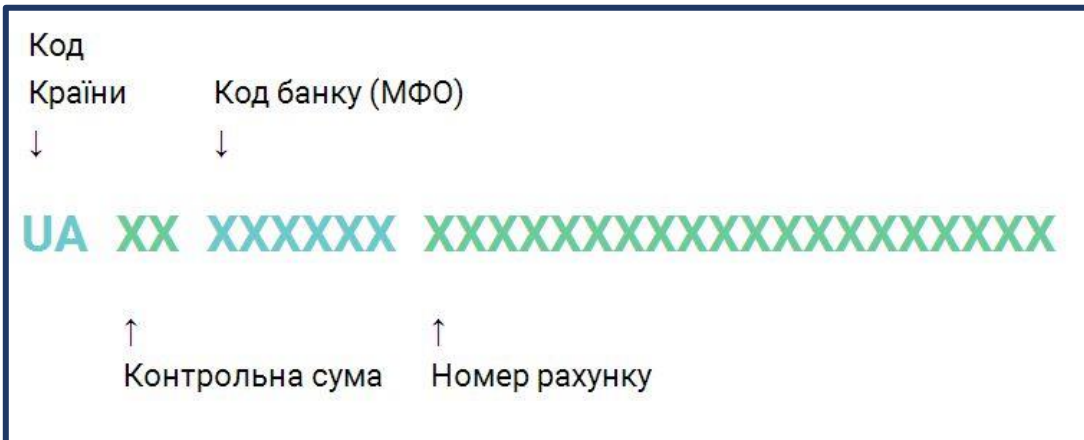 Код
Країни Код банку (МФО)
↓ ↓
UA XX XXXXXX XXXXXXXXXXXXXXXXXXX
↑ ↑
Контрольна сума Номер рахунку